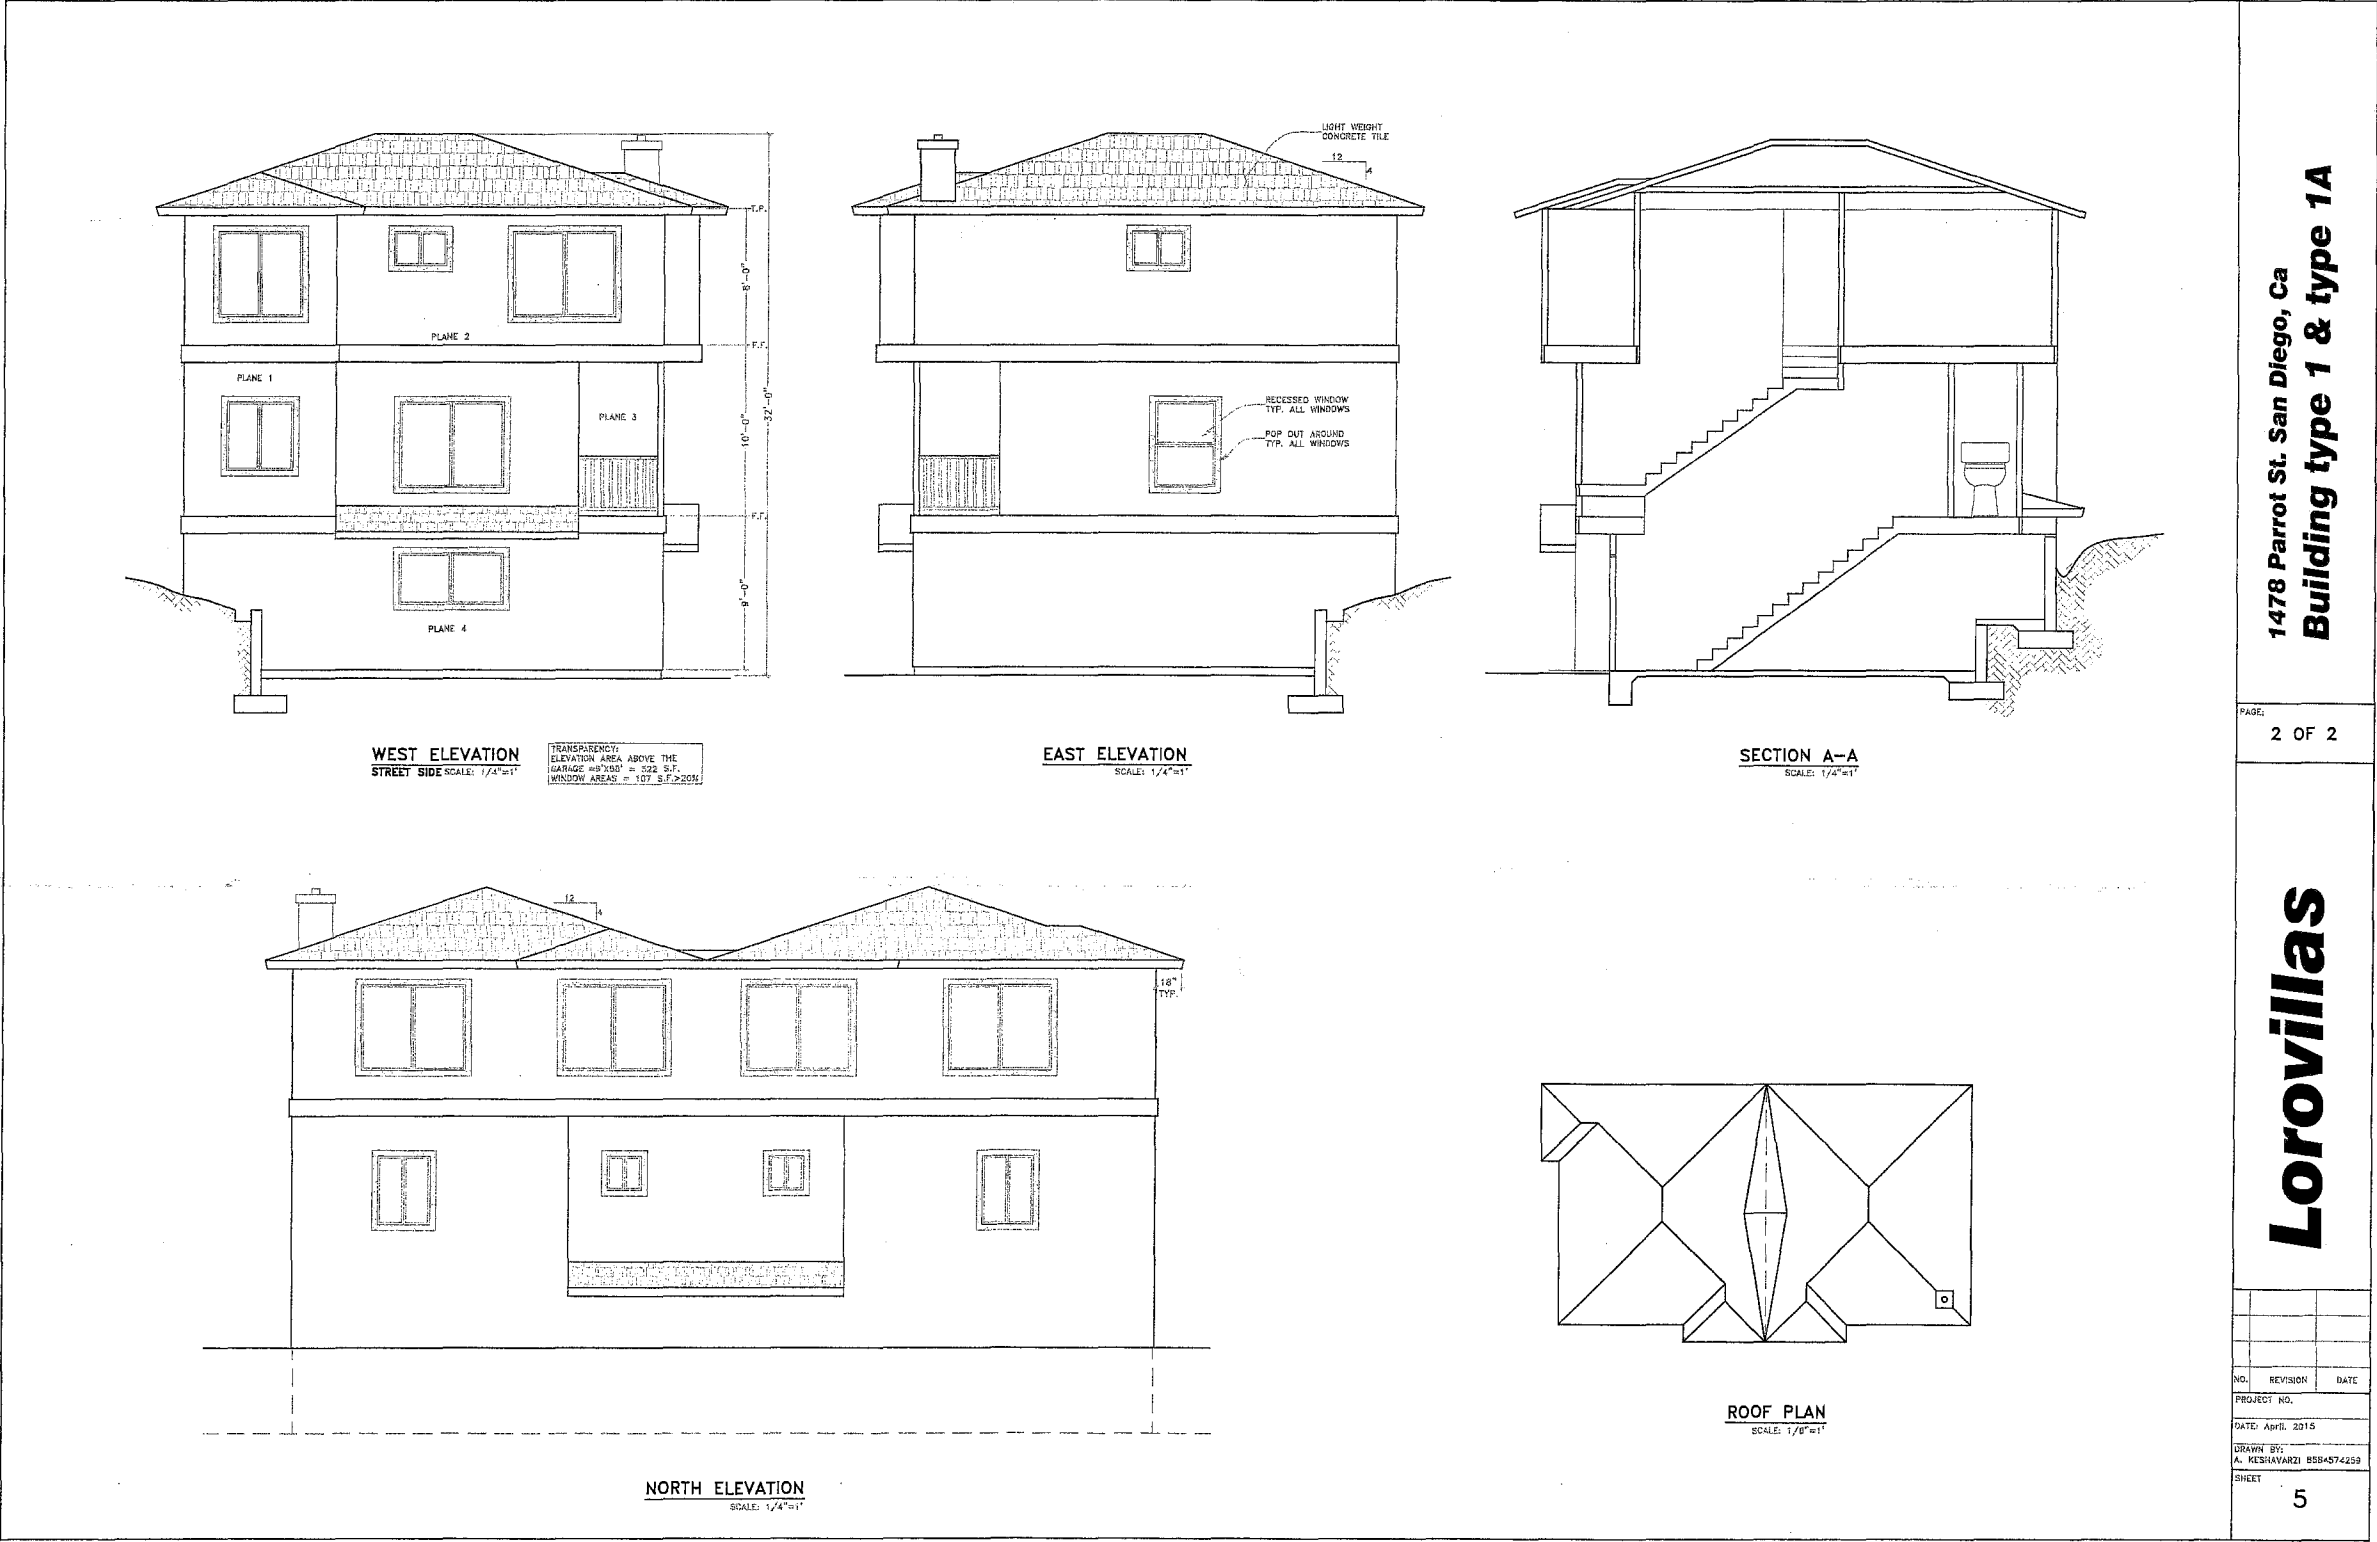 LIGHT WEIGHT
CONCRETE TILE
12
4
T.P.
8'-0"
PLANE 2
F.F.
PLANE 1
PLANE 3
10'-0"
32'-0"
RECESSED WINDOW
TYP. ALL WINDOWS
POP OUT AROUND
TYP. ALL WINDOWS
F.F.
9'-0"
PLANE 4
WEST ELEVATION
STREET SIDE SCALE: 1/4"=1'
TRANSPARENCY:
ELEVATION AREA ABOVE THE
= 522 S.F.
WINDOW AREAS = 107 S.F.>20%
EAST ELEVATION
SCALE: 1/4"=1'
SECTION A-A
SCALE: 1/4"=1'
12
4
18"
TYP.
NORTH ELEVATION
SCALE: 1/4"=1'
ROOF PLAN
SCALE: 1/8"=1'
1478 Parrot St. San Diego, Ca
Building type 1 & type 1A
PAGE:
2 OF 2
Lorovillas
NO. REVISION DATE
PROJECT NO.
DATE: April. 2015
DRAWN BY:
A. KESHAVARZI 8584574259
SHEET
5